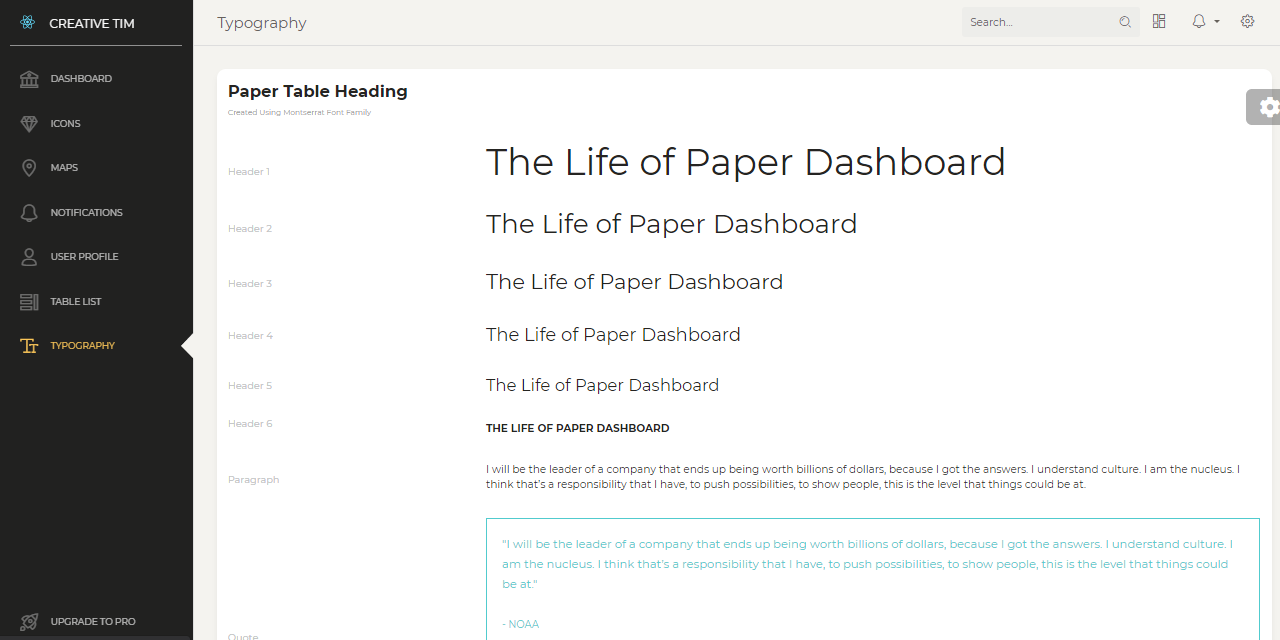 CREATIVE TIM
DASHBOARD
ICONS
MAPS
NOTIFICATIONS
USER PROFILE
TABLE LIST
TYPOGRAPHY
UPGRADE TO PRO
Typography
Search...
Paper Table Heading
Created Using Montserrat Font Family
Header 1
The Life of Paper Dashboard
Header 2
The Life of Paper Dashboard
Header 3
The Life of Paper Dashboard
Header 4
The Life of Paper Dashboard
Header 5
The Life of Paper Dashboard
Header 6
THE LIFE OF PAPER DASHBOARD
Paragraph
I will be the leader of a company that ends up being worth billions of dollars, because I got the answers. I understand culture. I am the nucleus. I
think that's a responsibility that I have, to push possibilities, to show people, this is the level that things could be at.
Quote
"I will be the leader of a company that ends up being worth billions of dollars, because I got the answers. I understand culture. I
am the nucleus. I think that's a responsibility that I have, to push possibilities, to show people, this is the level that things could
be at."
- NOAA